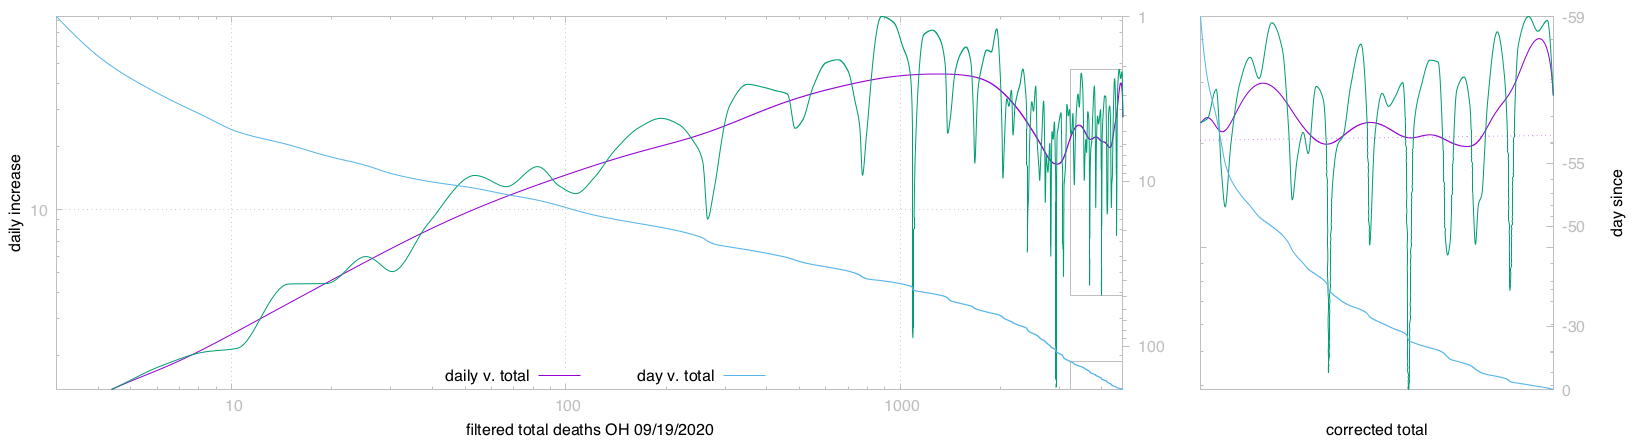 1
-59
-55
daily increase
10
10
-50
day since
-30
100
daily v. total
day v. total
0
10
100
1000
filtered total deaths OH 09/19/2020
corrected total